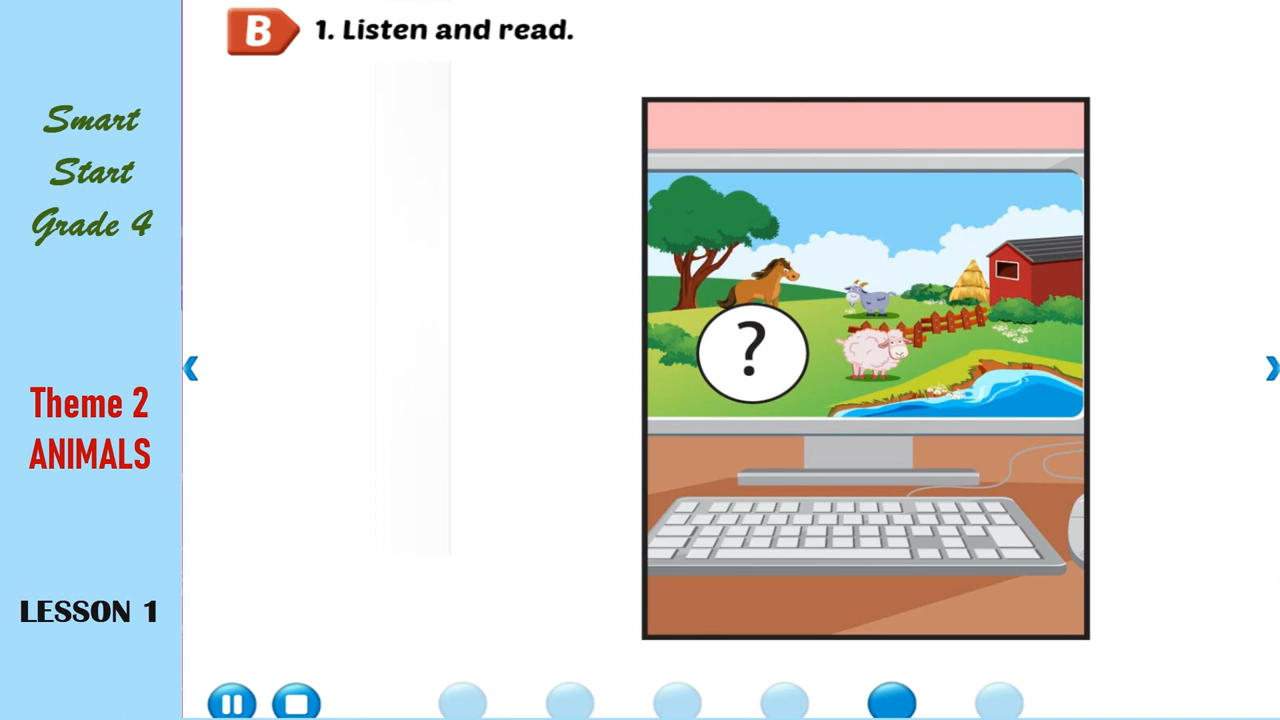 B 1. Listen and read.
Smart
Start
Grade 4
?
Theme 2
ANIMALS
LESSON 1